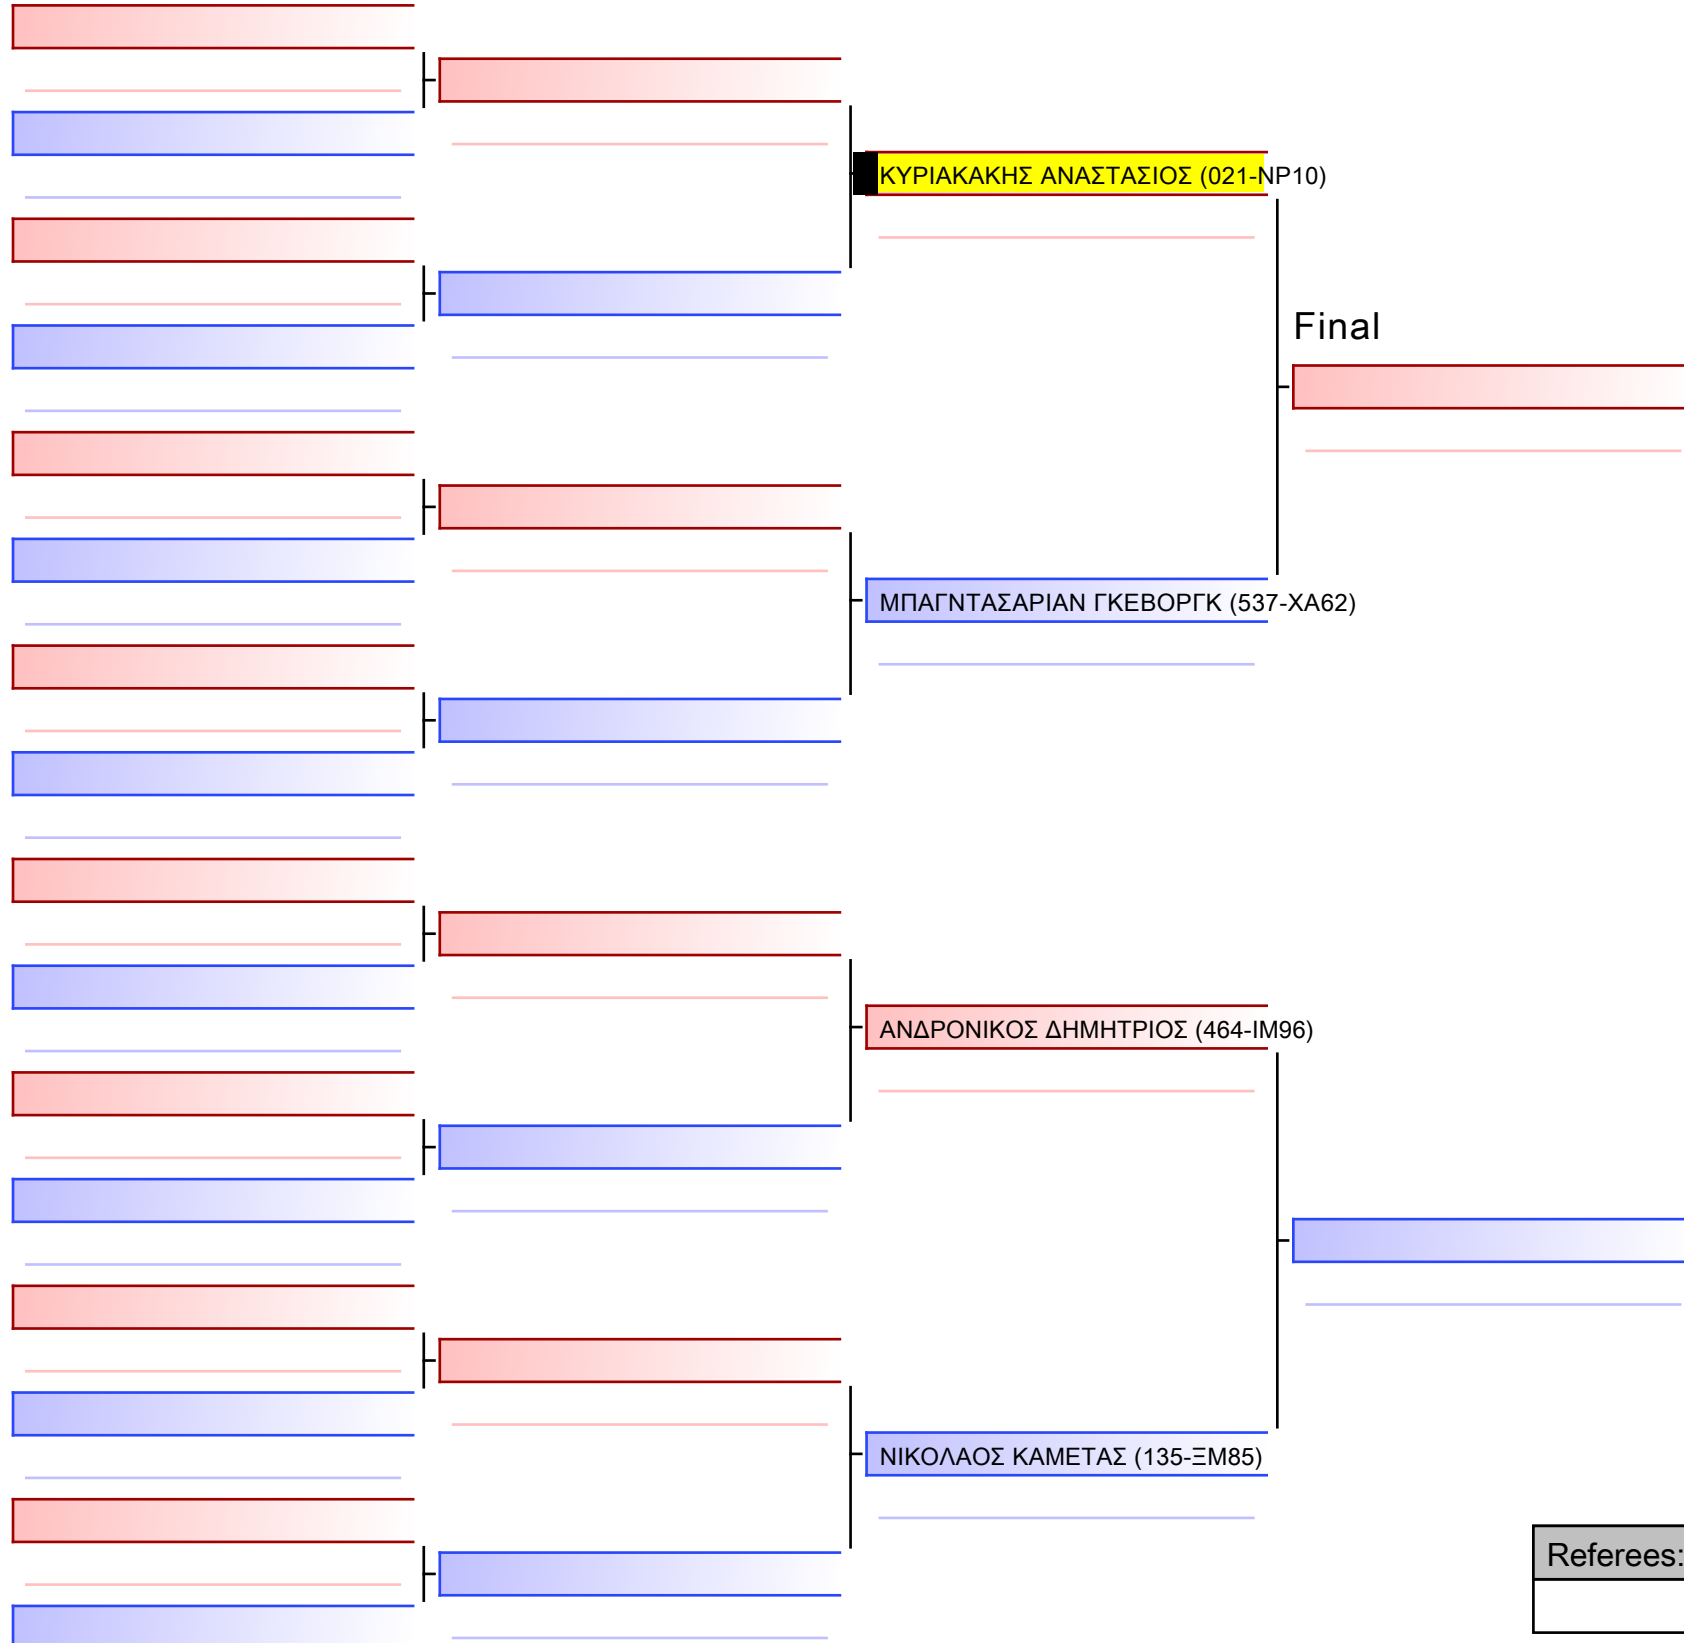 ΚΥΡΙΑΚΑΚΗΣ ΑΝΑΣΤΑΣΙΟΣ (021-ΝΡ10)
Final
ΜΠΑΓΝΤΑΣΑΡΙΑΝ ΓΚΕΒΟΡΓΚ (537-ΧΑ62)
ΑΝΔΡΟΝΙΚΟΣ ΔΗΜΗΤΡΙΟΣ (464-ΙΜ96)
ΝΙΚΟΛΑΟΣ ΚΑΜΕΤΑΣ (135-ΞΜ85)
Referees: